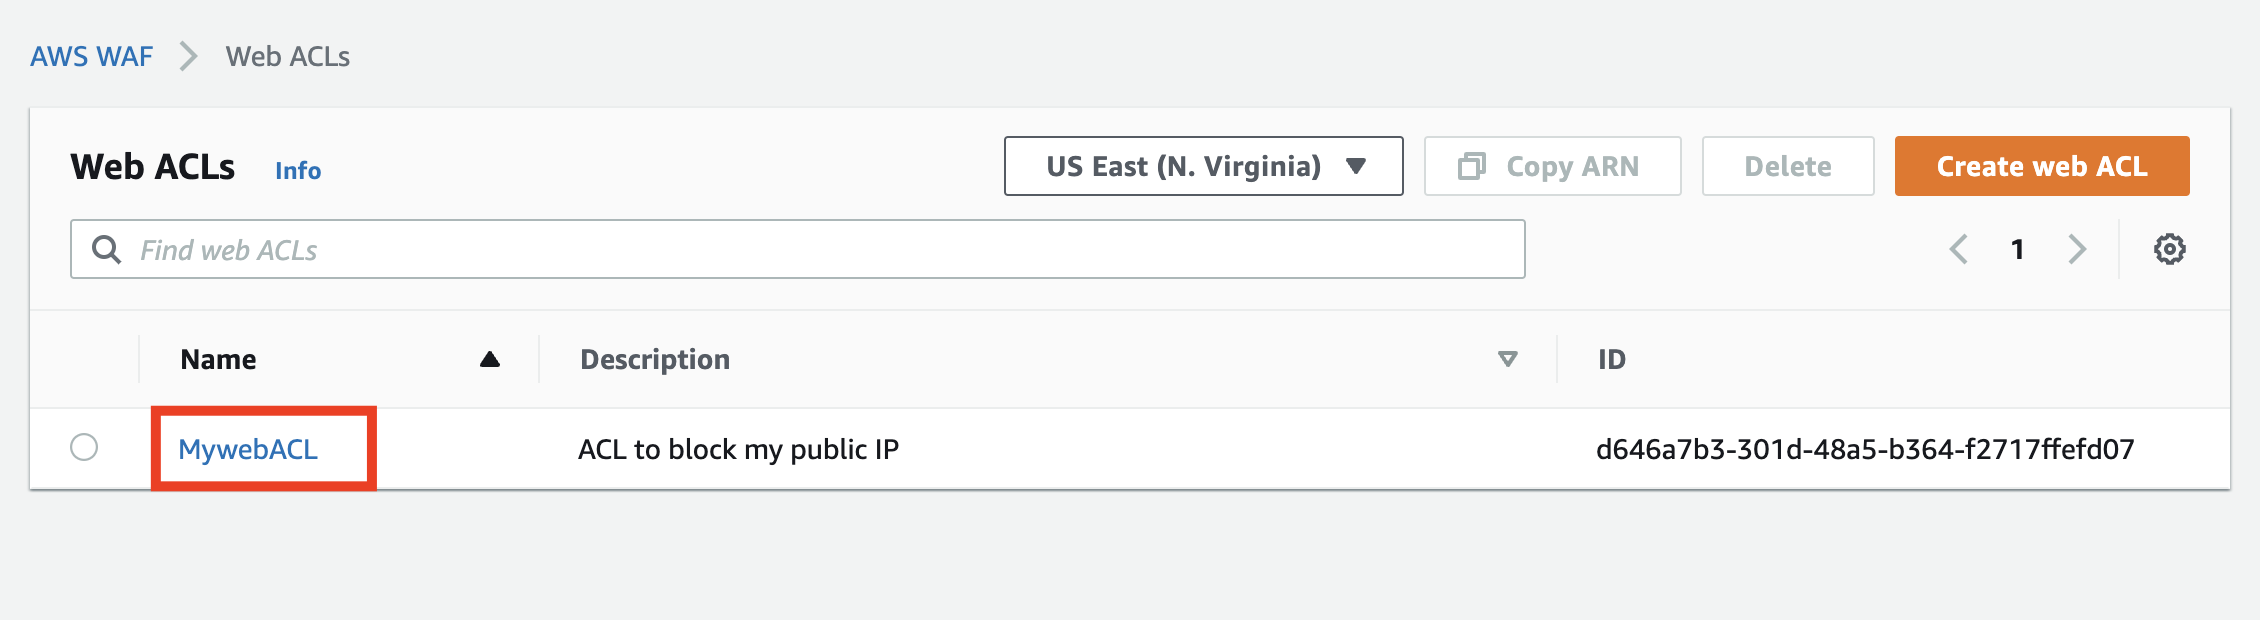 AWS WAF Web ACLs
Web ACLs Info US East (N. Virginia) Copy ARN Delete Create web ACL
Find web ACLs 1
Name Description ID
MywebACL ACL to block my public IP d646a7b3-301d-48a5-b364-f2717ffefd07